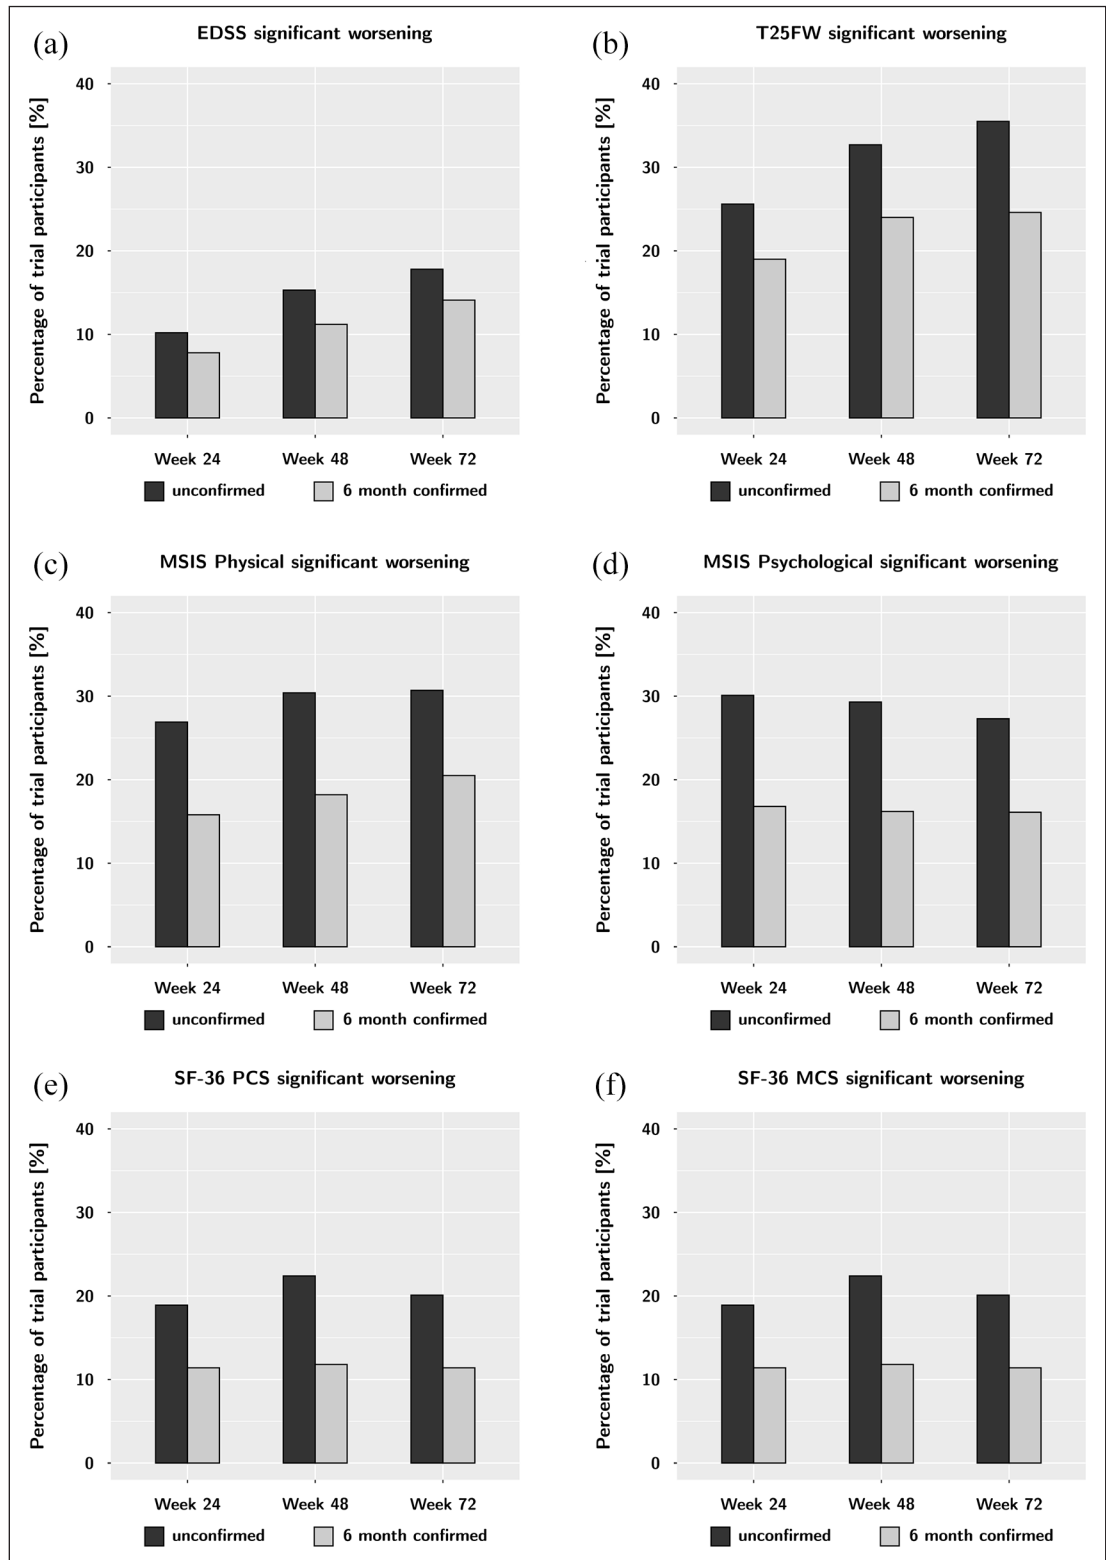 (a)
EDSS significant worsening
Percentage of trial participants [%]
40
30
20
10
0
Week 24 Week 48 Week 72
unconfirmed 6 month confirmed
(b)
T25FW significant worsening
Percentage of trial participants [%]
40
30
20
10
0
Week 24 Week 48 Week 72
unconfirmed 6 month confirmed
(c)
MSIS Physical significant worsening
Percentage of trial participants [%]
40
30
20
10
0
Week 24 Week 48 Week 72
unconfirmed 6 month confirmed
(d)
MSIS Psychological significant worsening
Percentage of trial participants [%]
40
30
20
10
0
Week 24 Week 48 Week 72
unconfirmed 6 month confirmed
(e)
SF-36 PCS significant worsening
Percentage of trial participants [%]
40
30
20
10
0
Week 24 Week 48 Week 72
unconfirmed 6 month confirmed
(f)
SF-36 MCS significant worsening
Percentage of trial participants [%]
40
30
20
10
0
Week 24 Week 48 Week 72
unconfirmed 6 month confirmed